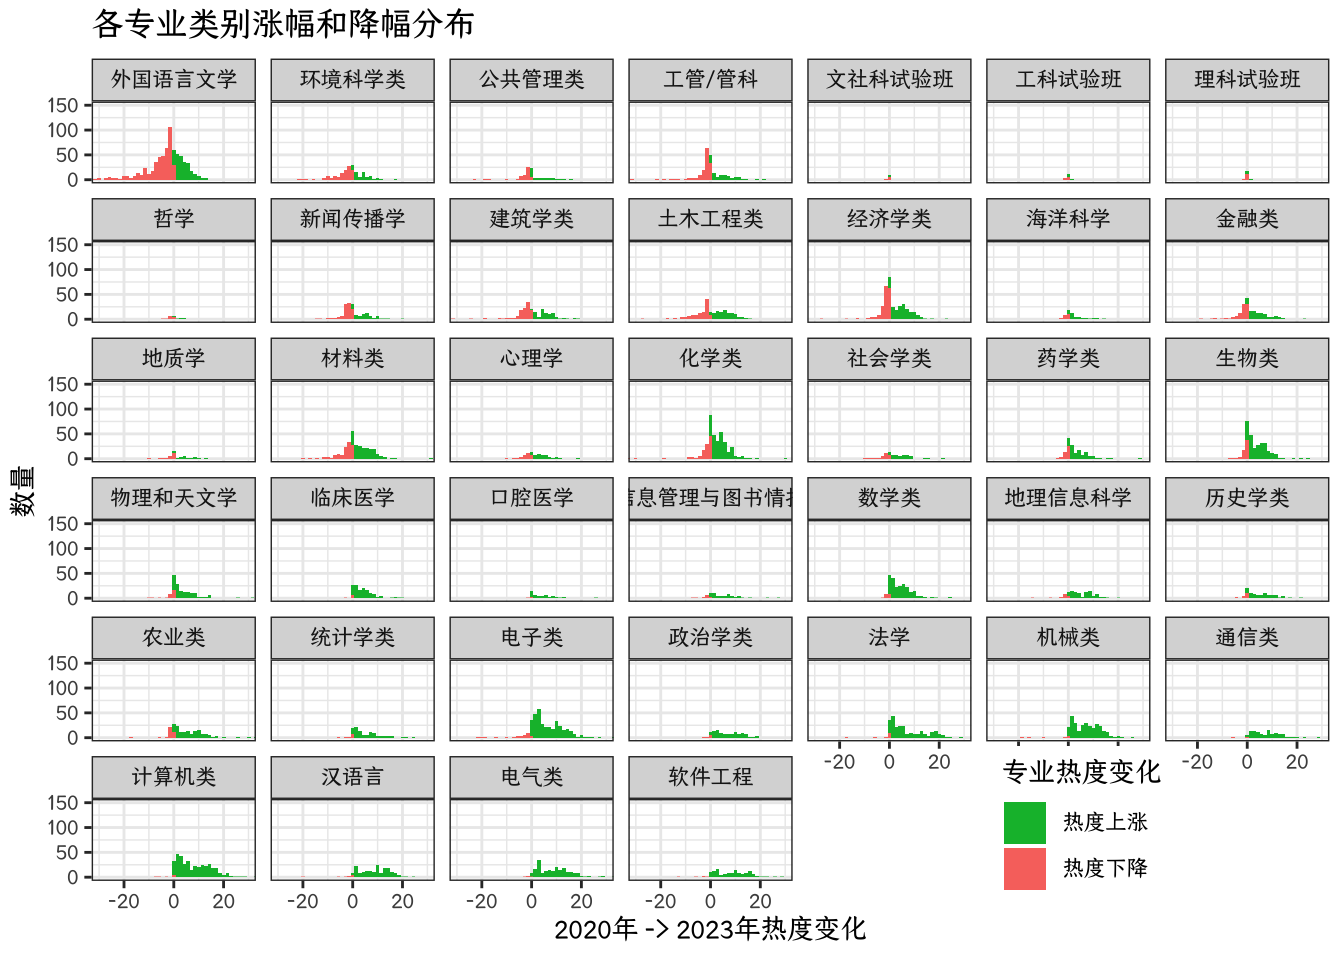 各专业类别涨幅和降幅分布
外国语言文学 环境科学类 公共管理类 工管/管科 文社科试验班 工科试验班 理科试验班
150
100
50
0
哲学 新闻传播学 建筑学类 土木工程类 经济学类 海洋科学 金融类
150
100
50
0
地质学 材料类 心理学 化学类 社会学类 药学类 生物类
150
100
50
0
物理和天文学 临床医学 口腔医学 息管理与图书情 数学类 地理信息科学 历史学类
150
100
50
0
农业类 统计学类 电子类 政治学类 法学 机械类 通信类
150
100
50
0
-20 0 20 -20 0 20
计算机类 汉语言 电气类 软件工程
150
100
50
0
-20 0 20 -20 0 20 -20 0 20 -20 0 20
数量
2020年 -> 2023年热度变化
专业热度变化
热度上涨
热度下降